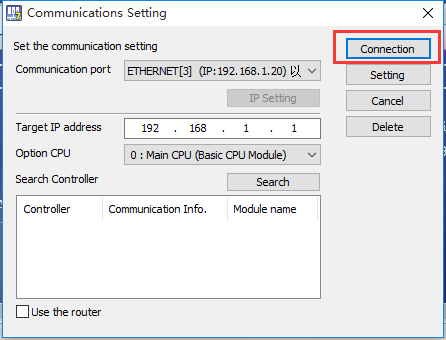 Communications Setting
Set the communication setting
Connection
Communication port
ETHERNET[3] (IP:192.168.1.20) 以
Setting
IP Setting
Cancel
Target IP address
192 . 168 . 1 . 1
Delete
Option CPU
0 : Main CPU (Basic CPU Module)
Search Controller
Search
Controller Communication Info. Module name
Use the router